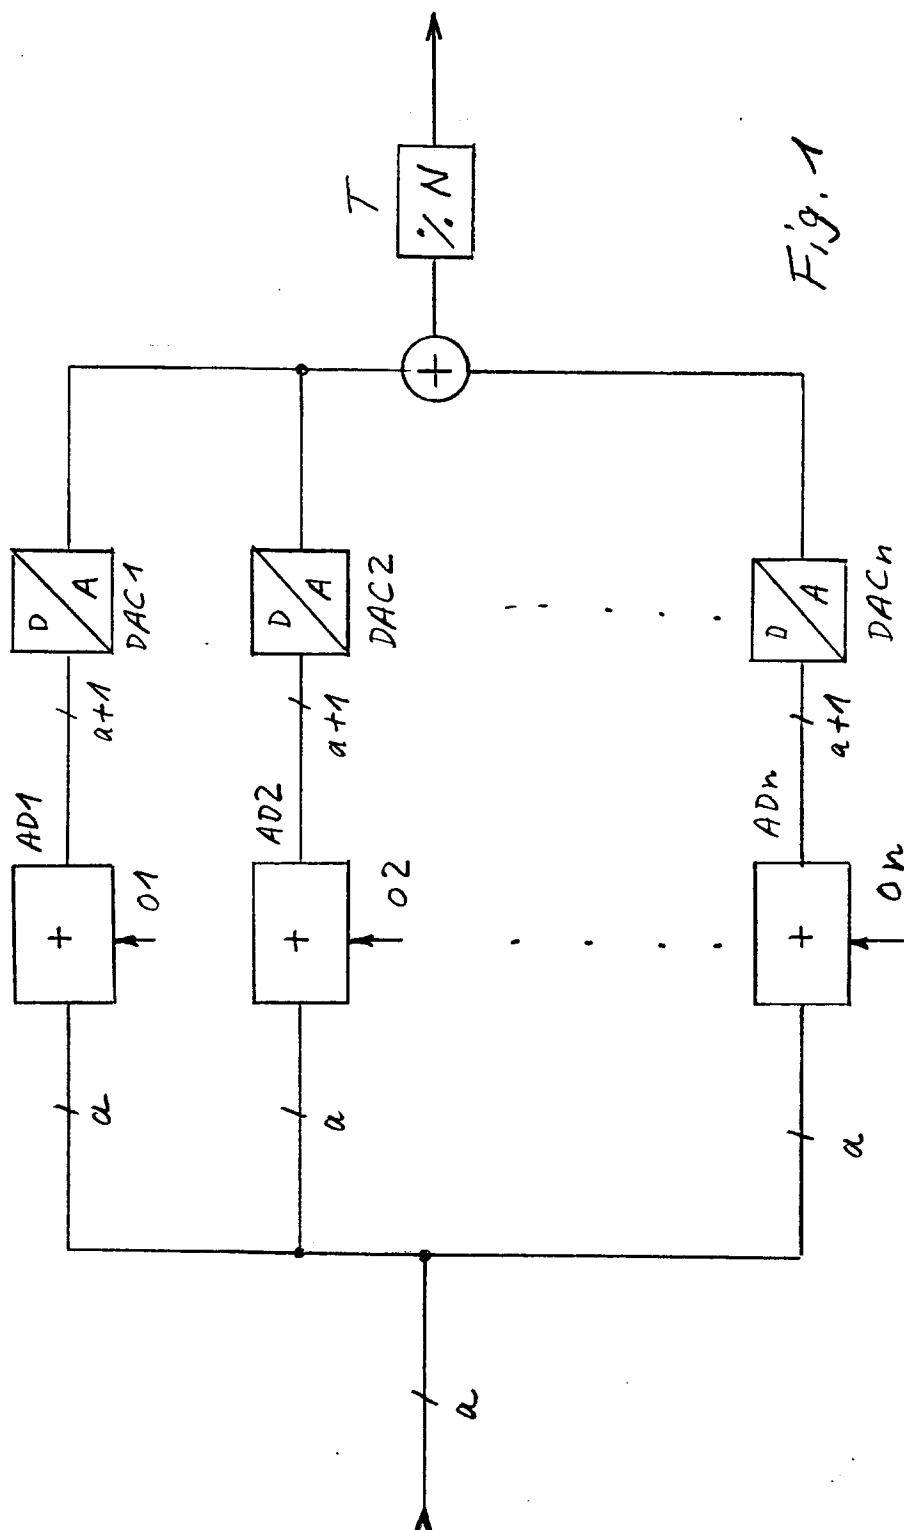 T
% N
Fig. 1
D
A
DAC1
D
A
DAC2
D
A
DACn
a+1
a+1
a+1
AD1
+
O1
AD2
+
O2
ADn
+
On
+
a
a
a
a